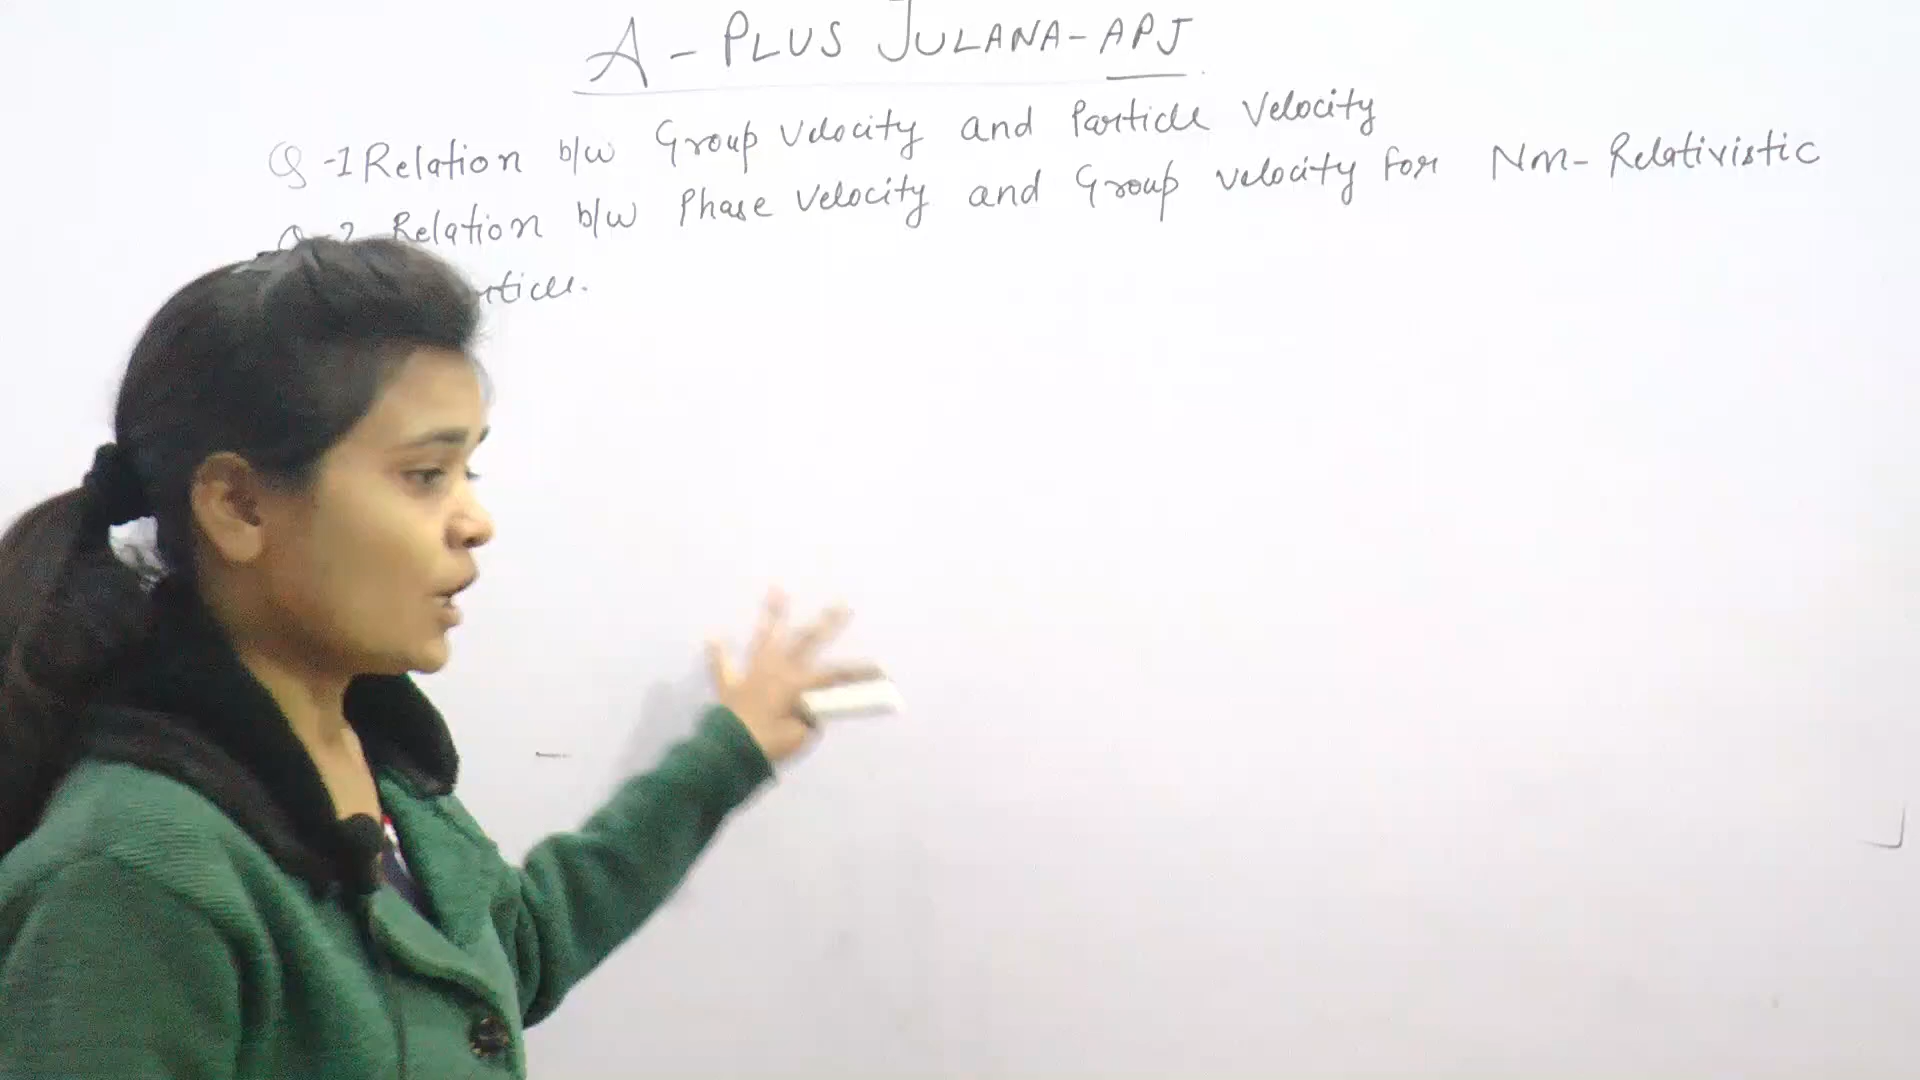 A - PLUS JULANA-APJ
Q-1 Relation b/w Group Velocity and Particle Velocity
Relation b/w Phase Velocity and Group velocity For Non-Relativistic